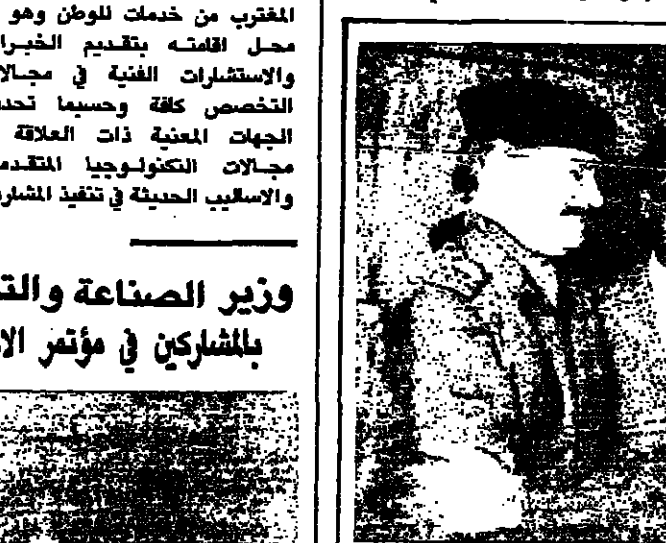 المغترب من خدمات للوطن وهو
محل اقامته بتقديم الخبرا
والاستشارات الفنية في مجالا
التخصص كافة وحسبما تحد
الجهات المعنية ذات العلاقة
مجالات التكنولوجيا المتقدم
والاساليب الحديثة في تنفيذ المشار
وزير الصناعة والت
بالمشاركين في مؤتمر الا